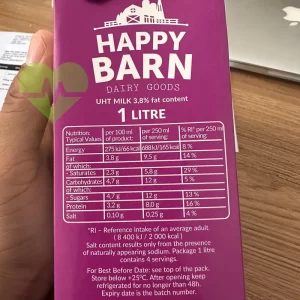 HAPPY
BARN
DAIRY GOODS
UHT MILK 3,8% fat content
1 LITRE
Nutrition: Typical Values per 100 ml of product: per 250 ml of serving: % RI* per 250 ml of serving:
Energy 275 kJ/66 kcal 688kJ/165 kcal 8 %
Fat 3.8 g 9,5 g 14 %
of which:
- Saturates 2,3 g 5,8 g 29 %
Carbohydrates 4,7 g 12 g 5 %
of which:
- Sugars 4,7 g 12 g 13 %
Protein 3,2 g 8,0 g 16 %
Salt 0,10 g 0,25 g 4 %
*RI – Reference intake of an average adult
( 8 400 kJ / 2 000 kcal )
Salt content results only from the presence
of naturally appearing sodium. Package 1 litre
contains 4 servings.
For Best Before Date: see top of the pack.
Store below +25°C. After opening keep
refrigerated for no longer than 48h.
Expiry date is the batch number.